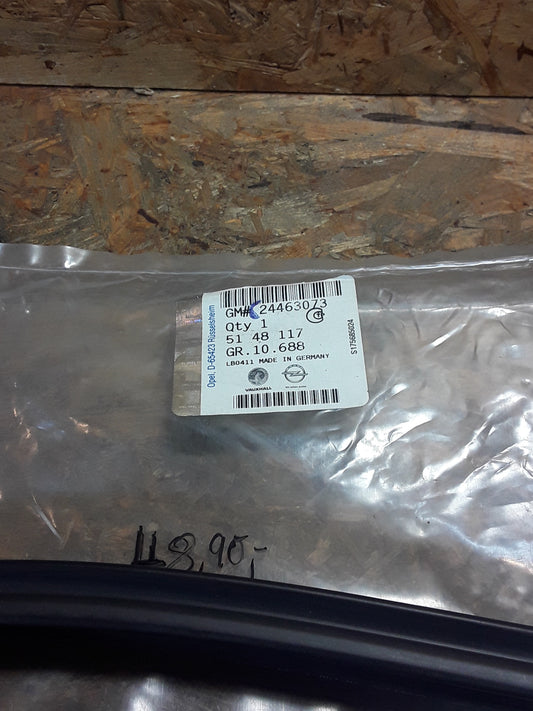 GM# 24463073
Qty 1
51 48 117
GR.10.688
LB0411 MADE IN GERMANY
VAUXHALL
Opel, D-65423 Rüsselsheim
S175685024
118,90,-